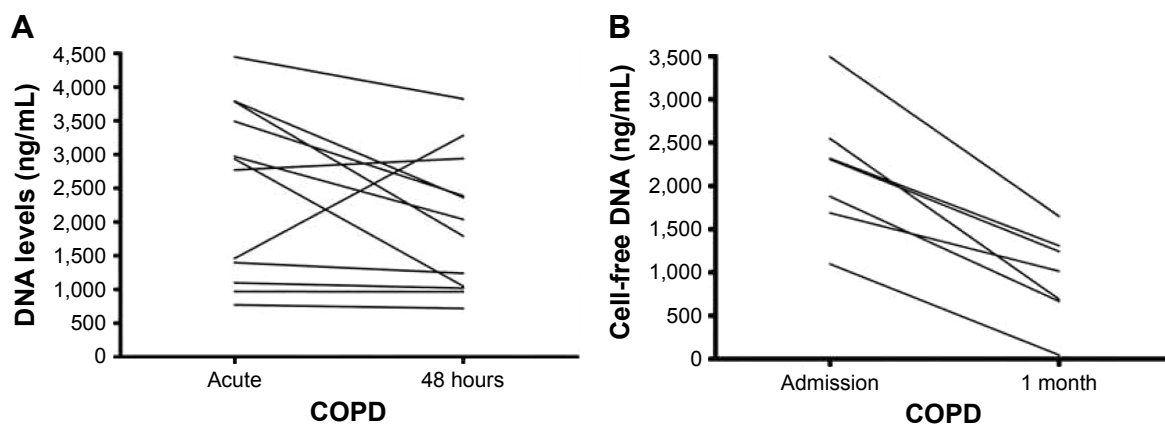 A
DNA levels (ng/mL)
4,500
4,000
3,500
3,000
2,500
2,000
1,500
1,000
500
0
Acute
48 hours
COPD
B
Cell-free DNA (ng/mL)
3,500
3,000
2,500
2,000
1,500
1,000
500
0
Admission
1 month
COPD